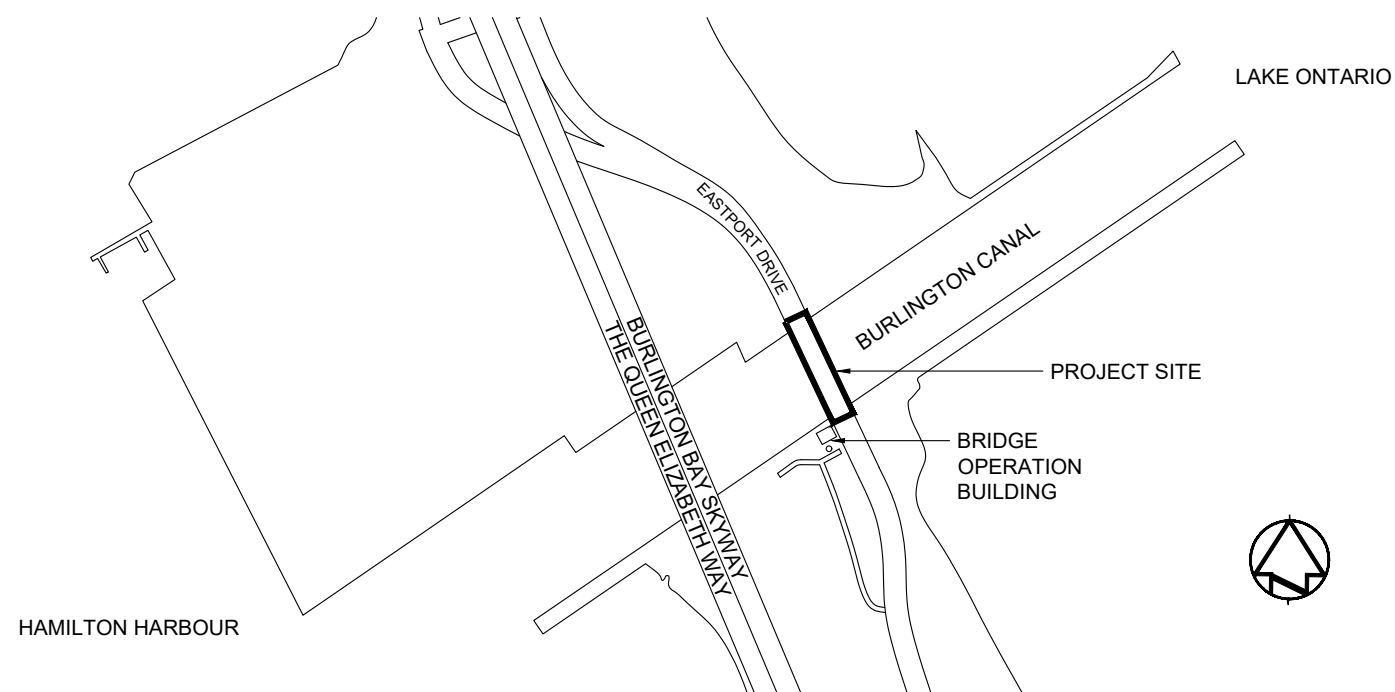 LAKE ONTARIO
EASTPORT DRIVE
BURLINGTON CANAL
BURLINGTON BAY SKYWAY
THE QUEEN ELIZABETH WAY
PROJECT SITE
BRIDGE
OPERATION
BUILDING
HAMILTON HARBOUR